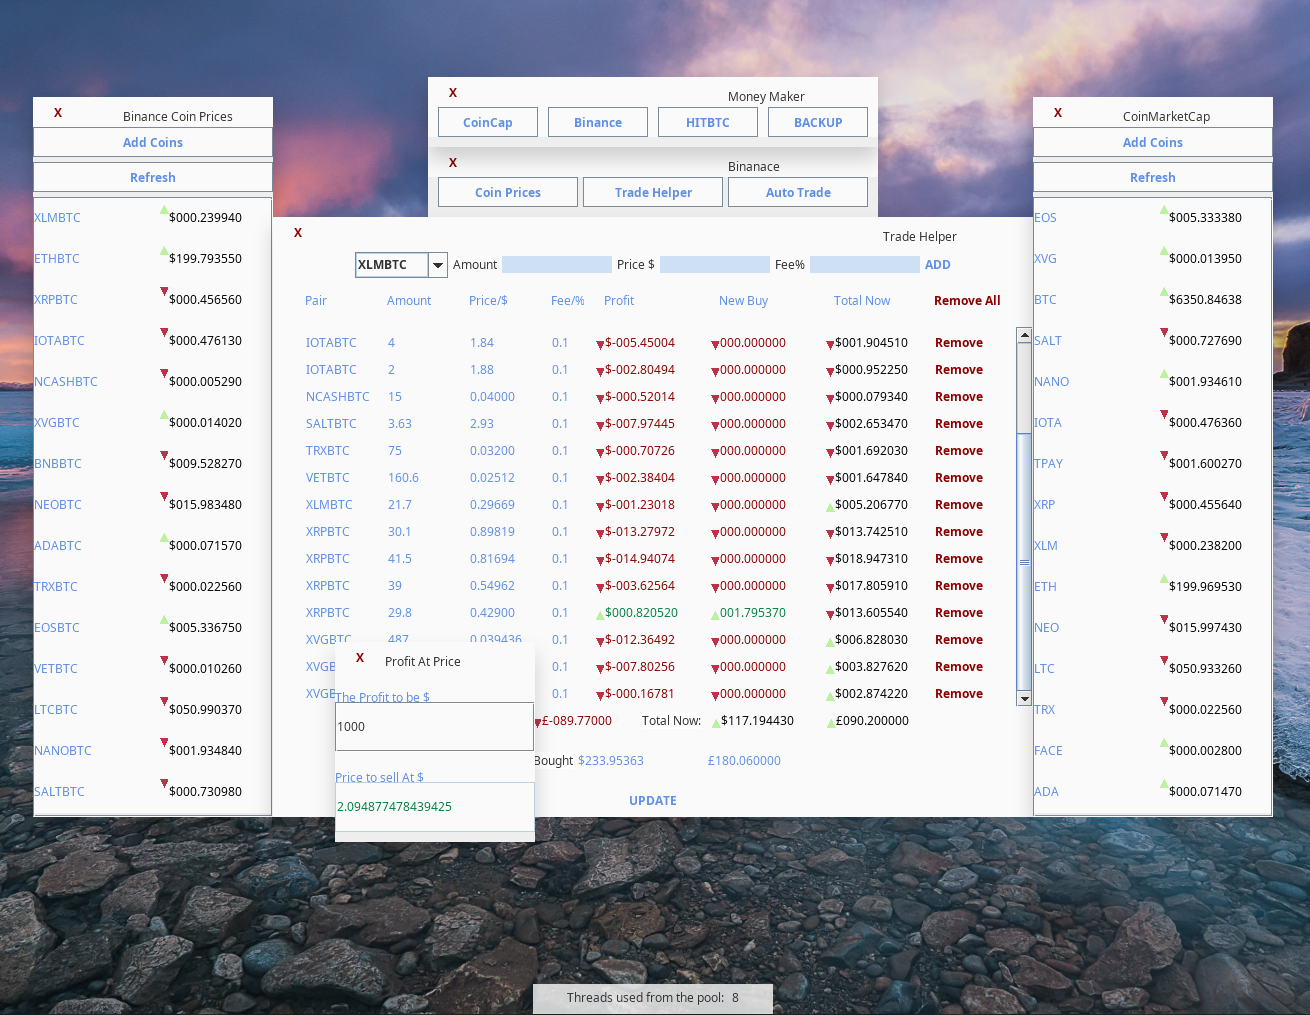 X Money Maker
CoinCap Binance HITBTC BACKUP
X Binanace
Coin Prices Trade Helper Auto Trade
X Binance Coin Prices
Add Coins
Refresh
XLMBTC $000.239940
ETHBTC $199.793550
XRPBTC $000.456560
IOTABTC $000.476130
NCASHBTC $000.005290
XVGBTC $000.014020
BNBBTC $009.528270
NEOBTC $015.983480
ADABTC $000.071570
TRXBTC $000.022560
EOSBTC $005.336750
VETBTC $000.010260
LTCBTC $050.990370
NANOBTC $001.934840
SALTBTC $000.730980
X Trade Helper
XLMBTC Amount Price $ Fee% ADD
Pair Amount Price/$ Fee/% Profit New Buy Total Now Remove All
IOTABTC 4 1.84 0.1 $-005.45004 000.000000 $001.904510 Remove
IOTABTC 2 1.88 0.1 $-002.80494 000.000000 $000.952250 Remove
NCASHBTC 15 0.04000 0.1 $-000.52014 000.000000 $000.079340 Remove
SALTBTC 3.63 2.93 0.1 $-007.97445 000.000000 $002.653470 Remove
TRXBTC 75 0.03200 0.1 $-000.70726 000.000000 $001.692030 Remove
VETBTC 160.6 0.02512 0.1 $-002.38404 000.000000 $001.647840 Remove
XLMBTC 21.7 0.29669 0.1 $-001.23018 000.000000 $005.206770 Remove
XRPBTC 30.1 0.89819 0.1 $-013.27972 000.000000 $013.742510 Remove
XRPBTC 41.5 0.81694 0.1 $-014.94074 000.000000 $018.947310 Remove
XRPBTC 39 0.54962 0.1 $-003.62564 000.000000 $017.805910 Remove
XRPBTC 29.8 0.42900 0.1 $000.820520 001.795370 $013.605540 Remove
XVGBTC 487 0.039436 0.1 $-012.36492 000.000000 $006.828030 Remove
XVGB 0.1 $-007.80256 000.000000 $003.827620 Remove
XVGB 0.1 $-000.16781 000.000000 $002.874220 Remove
£-089.77000 Total Now: $117.194430 £090.200000
Bought $233.95363 £180.060000
UPDATE
X Profit At Price
The Profit to be $
1000
Price to sell At $
2.094877478439425
X CoinMarketCap
Add Coins
Refresh
EOS $005.333380
XVG $000.013950
BTC $6350.84638
SALT $000.727690
NANO $001.934610
IOTA $000.476360
TPAY $001.600270
XRP $000.455640
XLM $000.238200
ETH $199.969530
NEO $015.997430
LTC $050.933260
TRX $000.022560
FACE $000.002800
ADA $000.071470
Threads used from the pool: 8